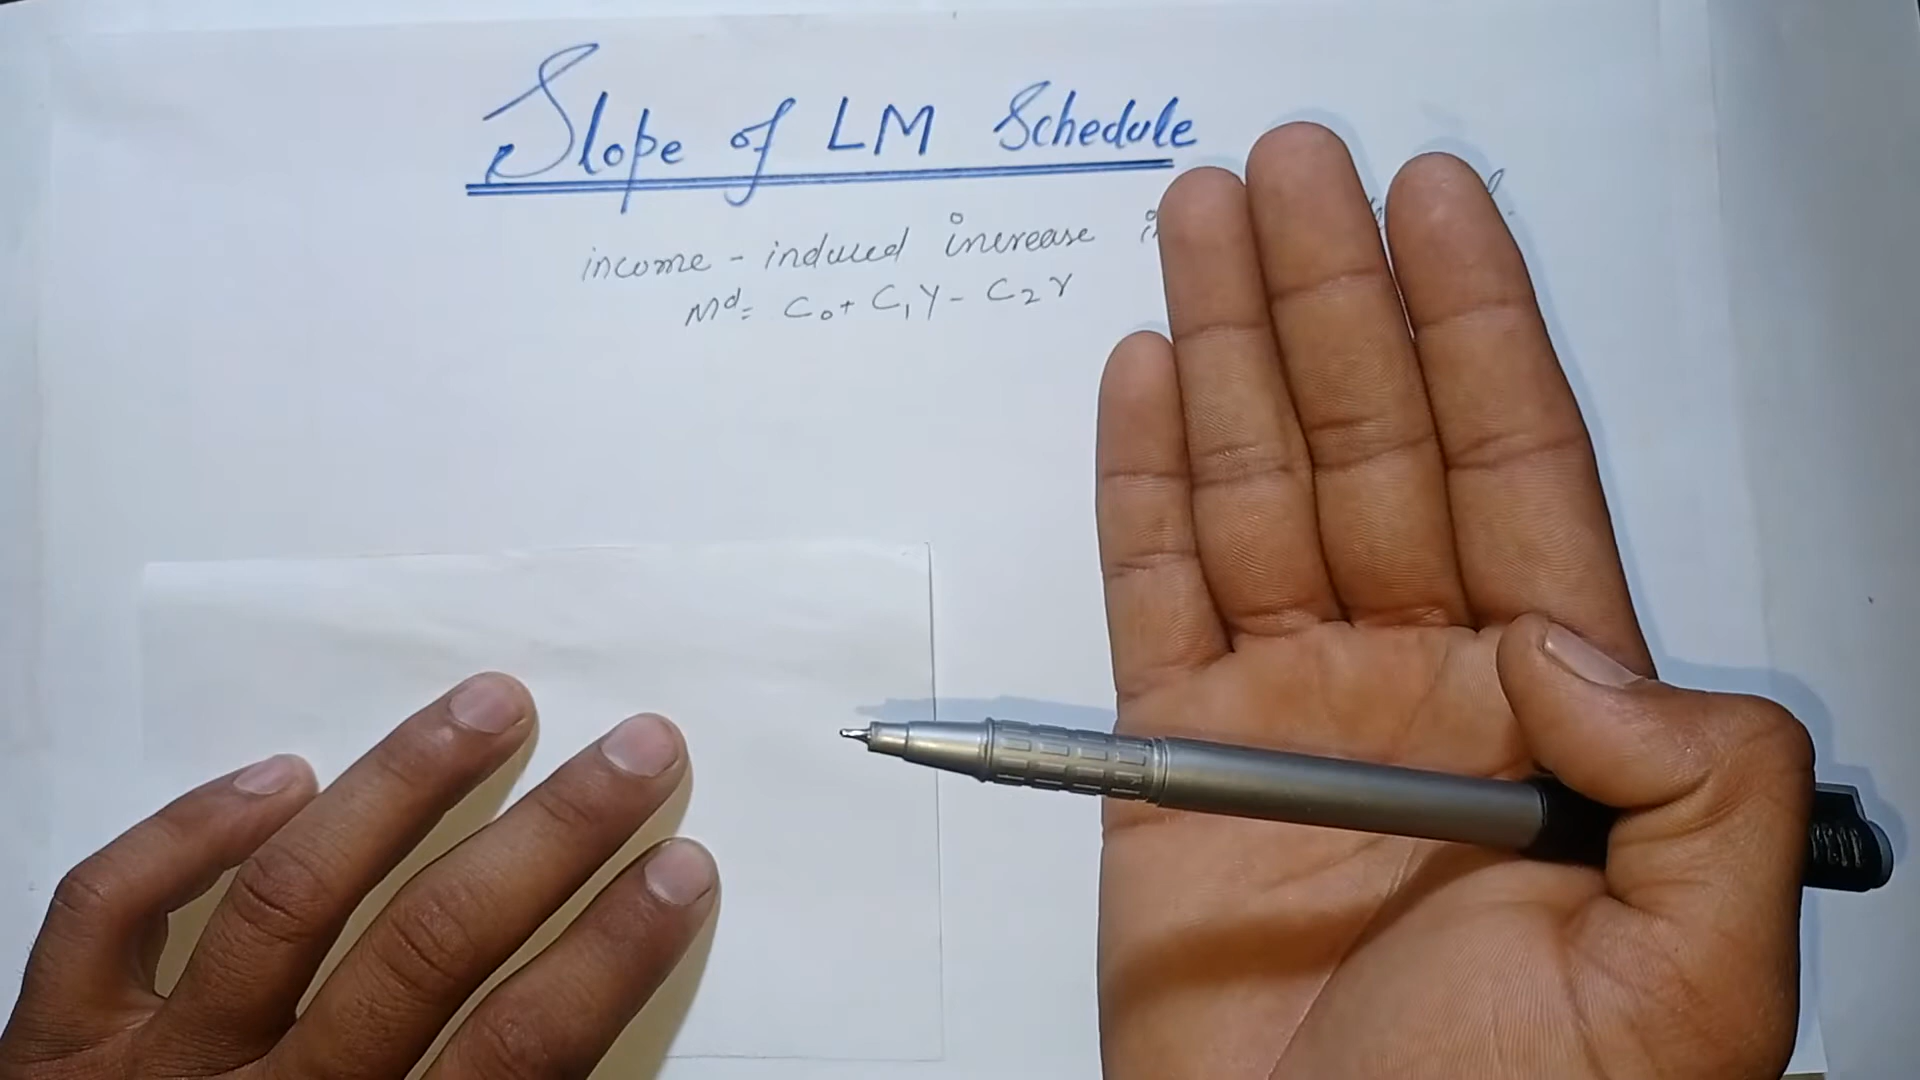 Slope of LM Schedule
income - induced increase
Mᵈ= C₀+ C₁Y - C₂r